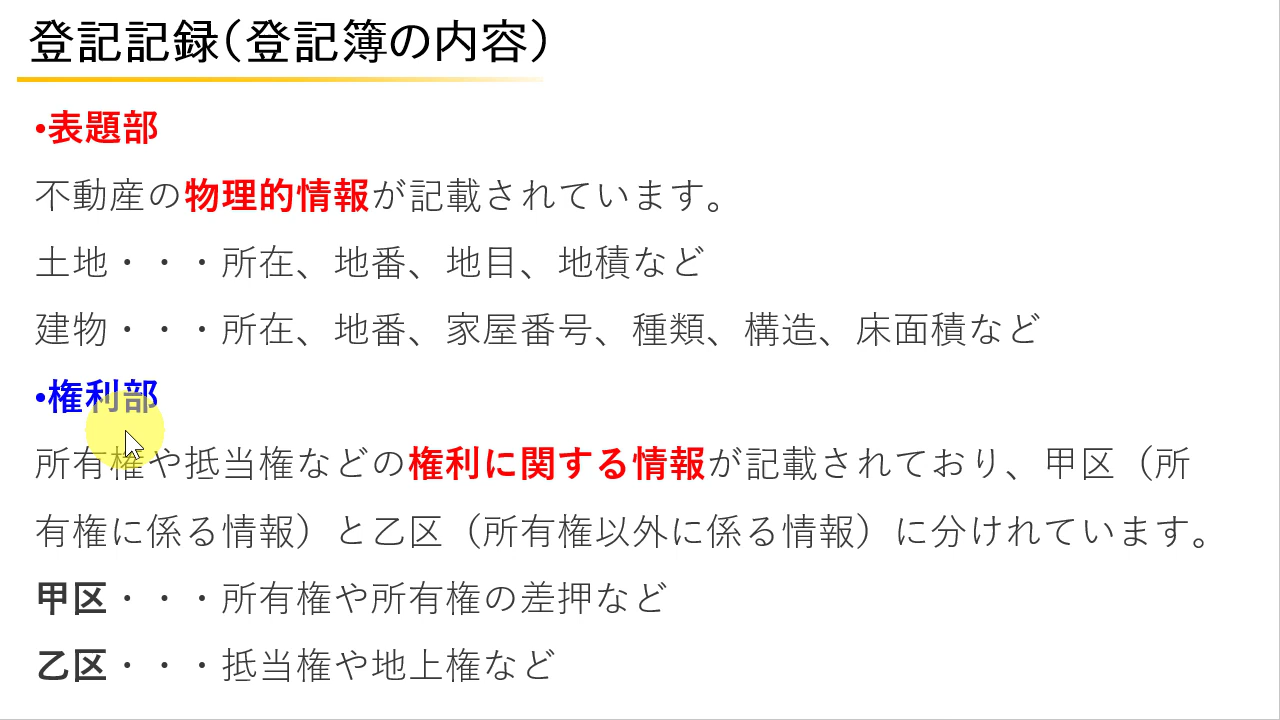 登記記録（登記簿の内容）
•表題部
不動産の物理的情報が記載されています。
土地・・・所在、地番、地目、地積など
建物・・・所在、地番、家屋番号、種類、構造、床面積など
•権利部
所有権や抵当権などの権利に関する情報が記載されており、甲区（所
有権に係る情報）と乙区（所有権以外に係る情報）に分けれています。
甲区・・・所有権や所有権の差押など
乙区・・・抵当権や地上権など